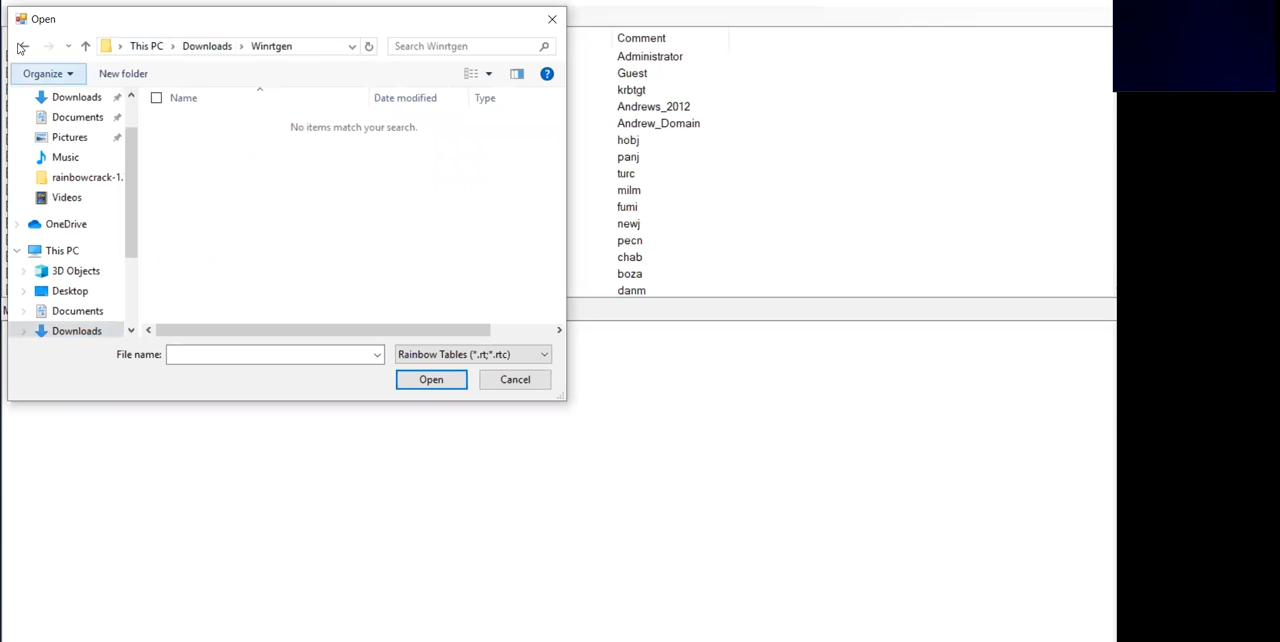 Open
This PC > Downloads > Winrtgen
Search Winrtgen
Organize
New folder
Name
Date modified
Type
No items match your search.
Downloads
Documents
Pictures
Music
rainbowcrack-1.
Videos
OneDrive
This PC
3D Objects
Desktop
Documents
Downloads
File name:
Rainbow Tables (*.rt;*.rtc)
Open
Cancel
Comment
Administrator
Guest
krbtgt
Andrews_2012
Andrew_Domain
hobj
panj
turc
milm
fumi
newj
pecn
chab
boza
danm